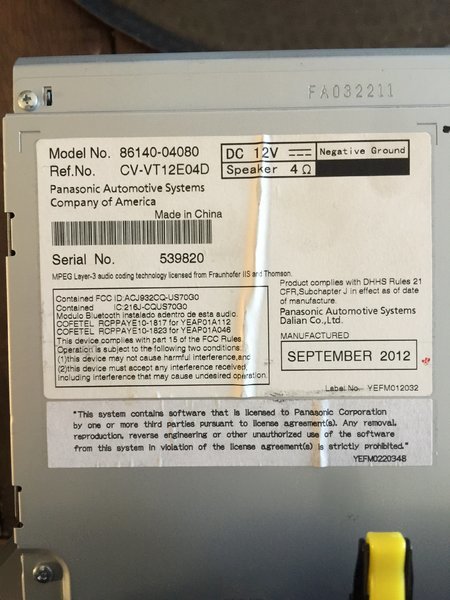 FA032211
Model No. 86140-04080
Ref.No. CV-VT12E04D
DC 12V
Negative Ground
Speaker 4 Ω
Panasonic Automotive Systems
Company of America
Made in China
Serial No. 539820
MPEG Layer-3 audio coding technology licensed from Fraunhofer IIS and Thomson.
Contained FCC ID:ACJ932CQ-US70G0
Contained IC:216J-CQUS70G0
Modulo Bluetooth instalado adentro de esta audio.
COFETEL RCPPAYE10-1817 for YEAP01A112
COFETEL RCPPAYE10-1823 for YEAP01A046
This device complies with part 15 of the FCC Rules
Operation is subject to the following two conditions.
(1)this device may not cause harmful interference,and
(2)this device must accept any interference received,
including interference that may cause undesired operation.
Product complies with DHHS Rules 21
CFR,Subchapter J in effect as of date
of manufacture.
Panasonic Automotive Systems
Dalian Co.,Ltd.
MANUFACTURED
SEPTEMBER 2012
Label No. YEFM012032
"This system contains software that is licensed to Panasonic Corporation
by one or more third parties pursuant to license agreement(s). Any removal,
reproduction, reverse engineering or other unauthorized use of the software
from this system in violation of the license agreement(s) is strictly prohibited."
YEFM0220348